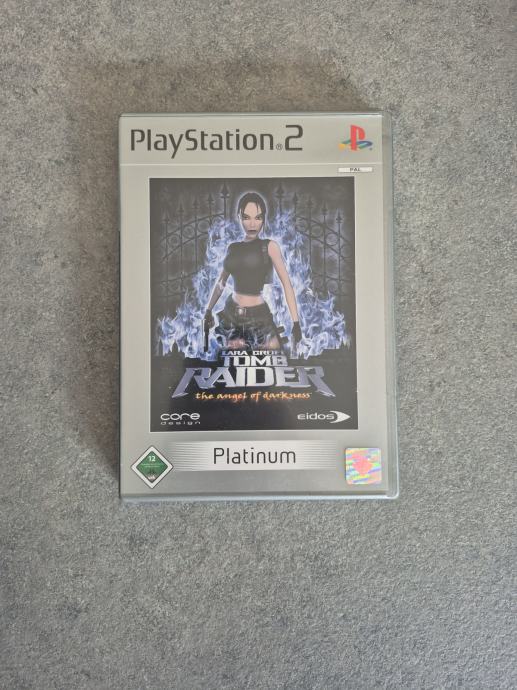 PlayStation®2
PAL
LARA CROFT
TOMB
RAIDER
the angel of darkness
core
design
eidos
12
Platinum